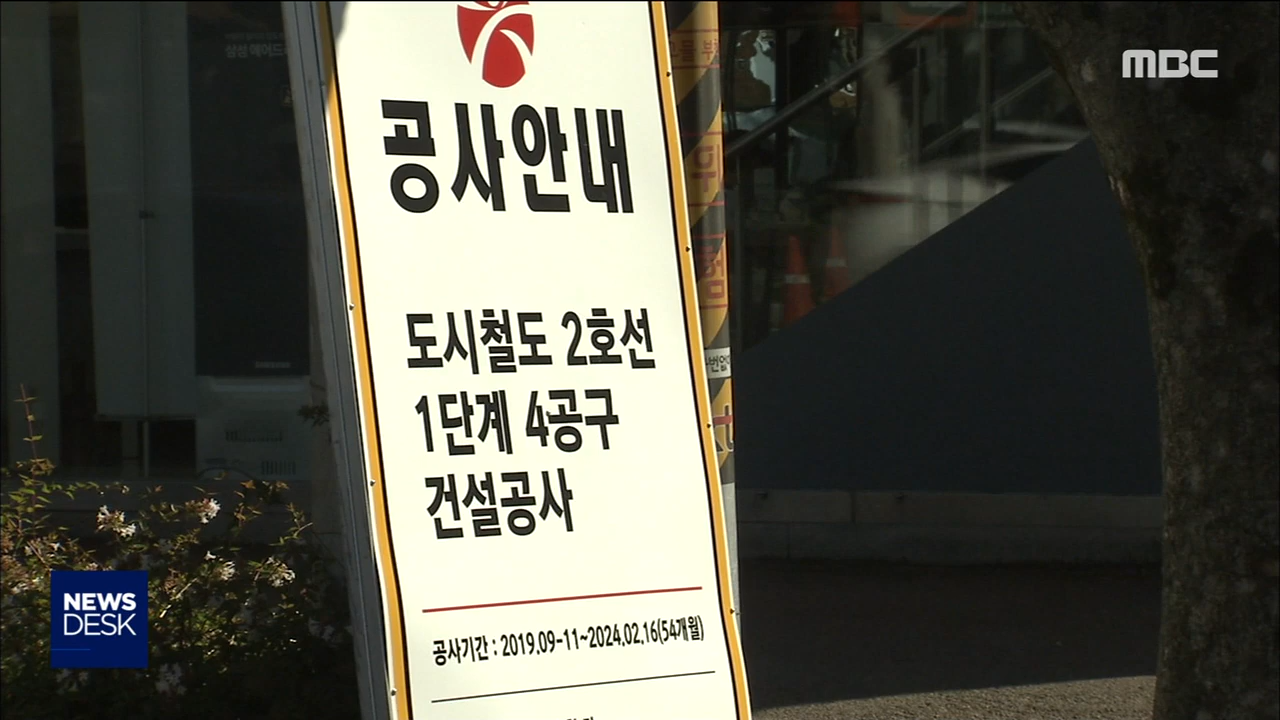 MBC
공사안내
도시철도 2호선
1단계 4공구
건설공사
공사기간 : 2019.09-11~2024.02.16(54개월)
위
험
NEWS
DESK